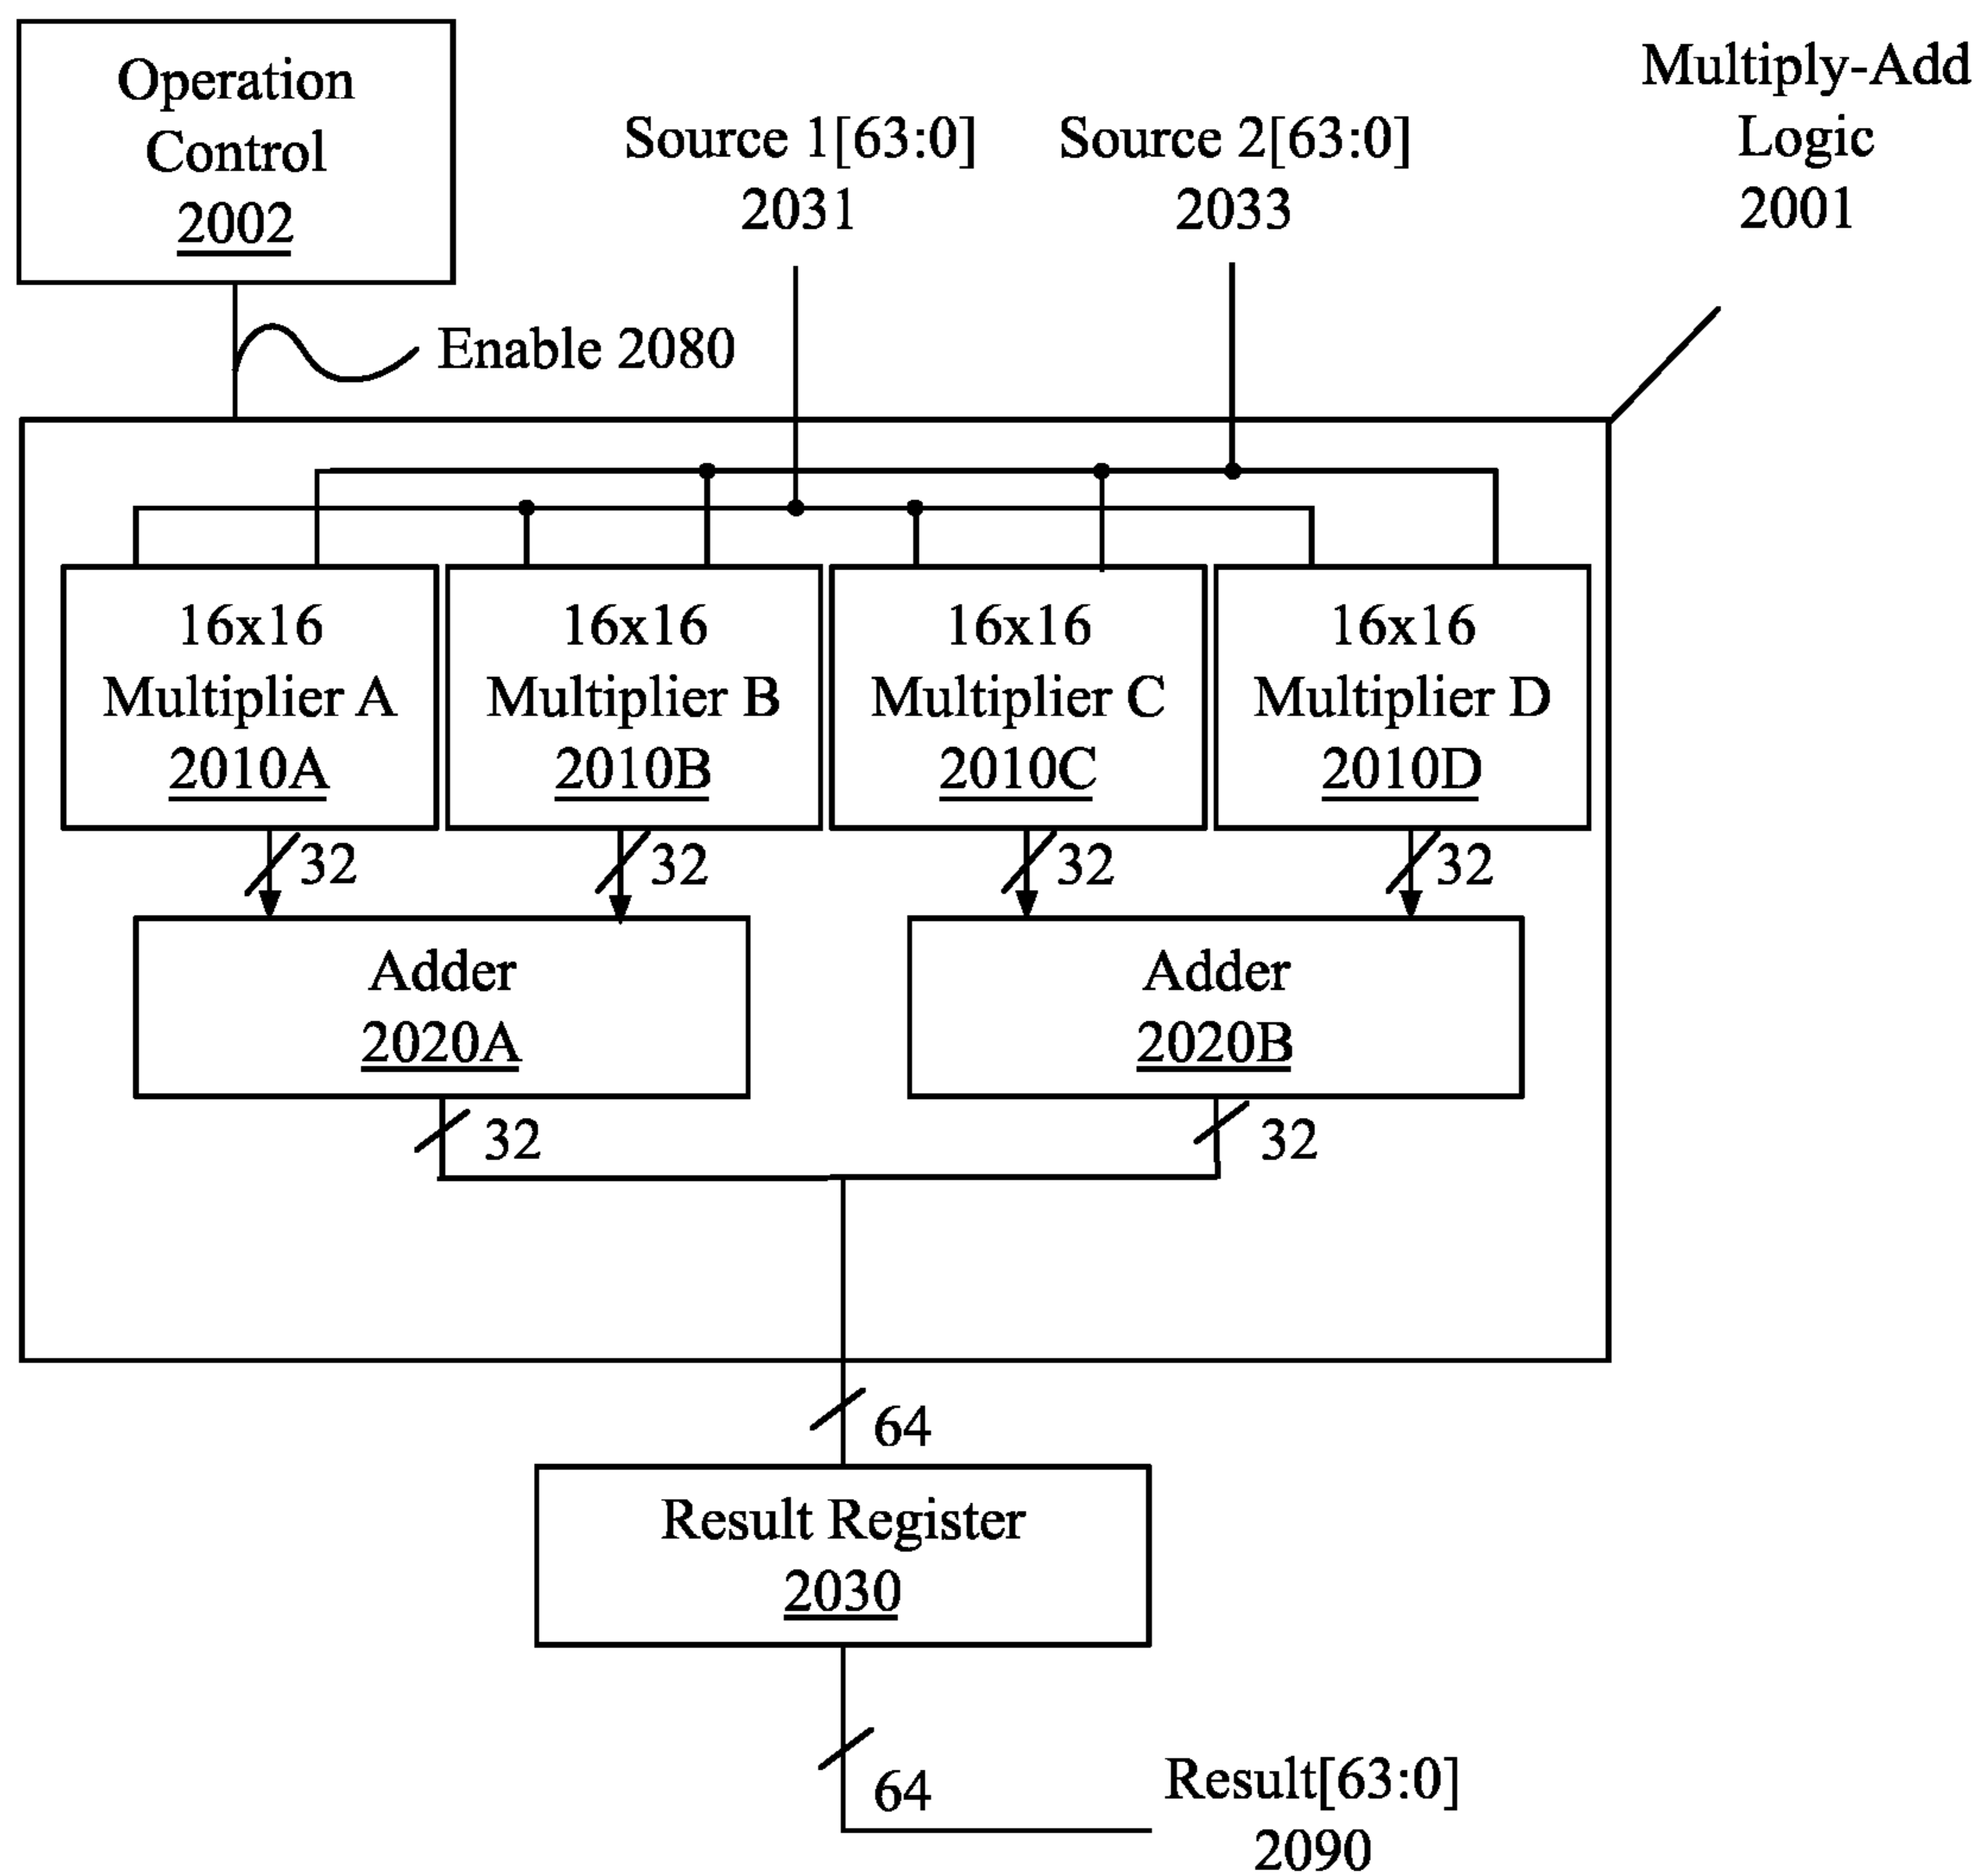 Operation
Control
2002
Source 1[63:0]
2031
Source 2[63:0]
2033
Multiply-Add
Logic
2001
Enable 2080
16x16
Multiplier A
2010A
16x16
Multiplier B
2010B
16x16
Multiplier C
2010C
16x16
Multiplier D
2010D
32
32
32
32
Adder
2020A
Adder
2020B
32
32
64
Result Register
2030
64
Result[63:0]
2090